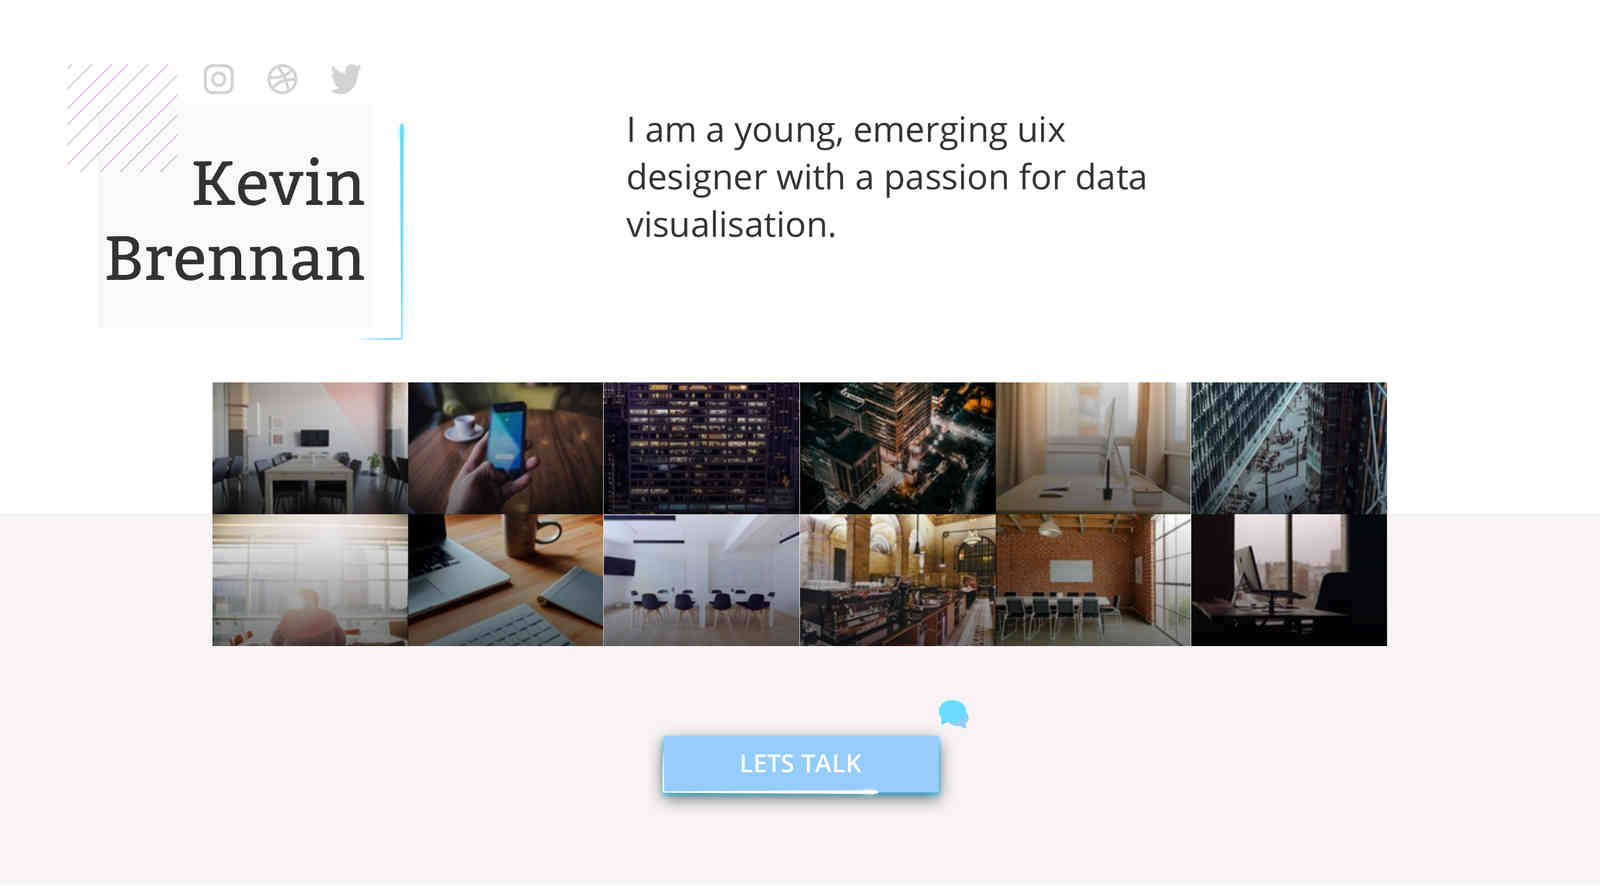 Kevin
Brennan
I am a young, emerging uix
designer with a passion for data
visualisation.
LETS TALK